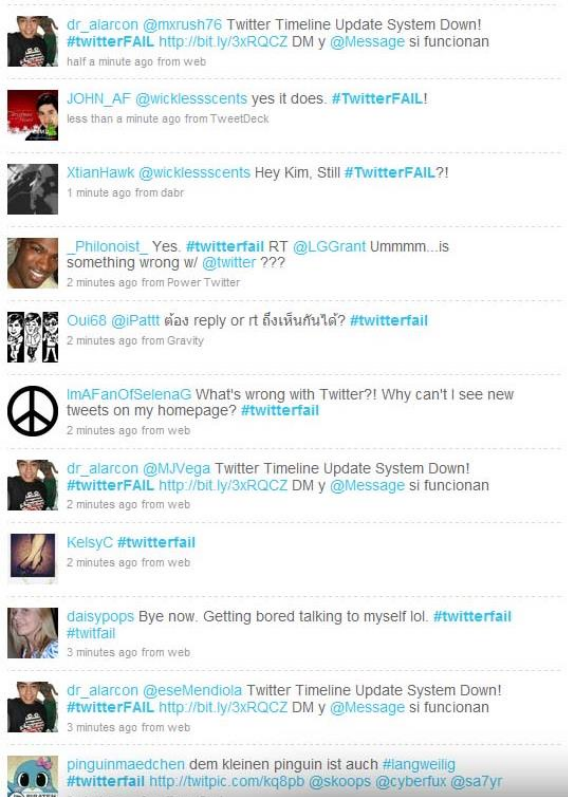 dr_alarcon @mxrush76 Twitter Timeline Update System Down!
#twitterFAIL http://bit.ly/3xRQCZ DM y @Message si funcionan
half a minute ago from web
JOHN_AF @wicklessscents yes it does. #TwitterFAIL!
less than a minute ago from TweetDeck
XtianHawk @wicklessscents Hey Kim, Still #TwitterFAIL?!
1 minute ago from dabr
_Philonoist_ Yes. #twitterfail RT @LGGrant Ummmm...is
something wrong w/ @twitter ???
2 minutes ago from Power Twitter
Oui68 @iPattt ต้อง reply or rt ถึงเห็นกันได้? #twitterfail
2 minutes ago from Gravity
ImAFanOfSelenaG What's wrong with Twitter?! Why can't I see new
tweets on my homepage? #twitterfail
2 minutes ago from web
dr_alarcon @MJVega Twitter Timeline Update System Down!
#twitterFAIL http://bit.ly/3xRQCZ DM y @Message si funcionan
2 minutes ago from web
KelsyC #twitterfail
2 minutes ago from web
daisypops Bye now. Getting bored talking to myself lol. #twitterfail
#twitfail
3 minutes ago from web
dr_alarcon @eseMendiola Twitter Timeline Update System Down!
#twitterFAIL http://bit.ly/3xRQCZ DM y @Message si funcionan
3 minutes ago from web
pinguinmaedchen dem kleinen pinguin ist auch #langweilig
#twitterfail http://twitpic.com/kq8pb @skoops @cyberfux @sa7yr